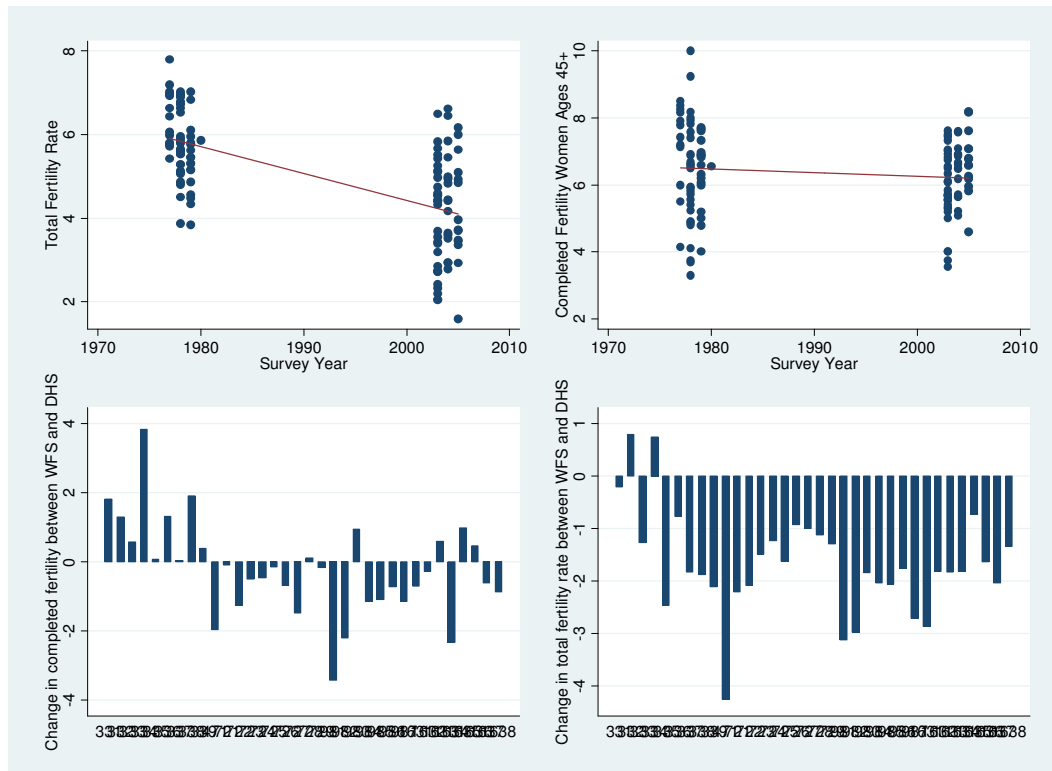 Total Fertility Rate
8
6
4
2
1970 1980 1990 2000 2010
Survey Year
Completed Fertility Women Ages 45+
10
8
6
4
2
1970 1980 1990 2000 2010
Survey Year
Change in completed fertility between WFS and DHS
4
2
0
-2
-4
Change in total fertility rate between WFS and DHS
1
0
-1
-2
-3
-4